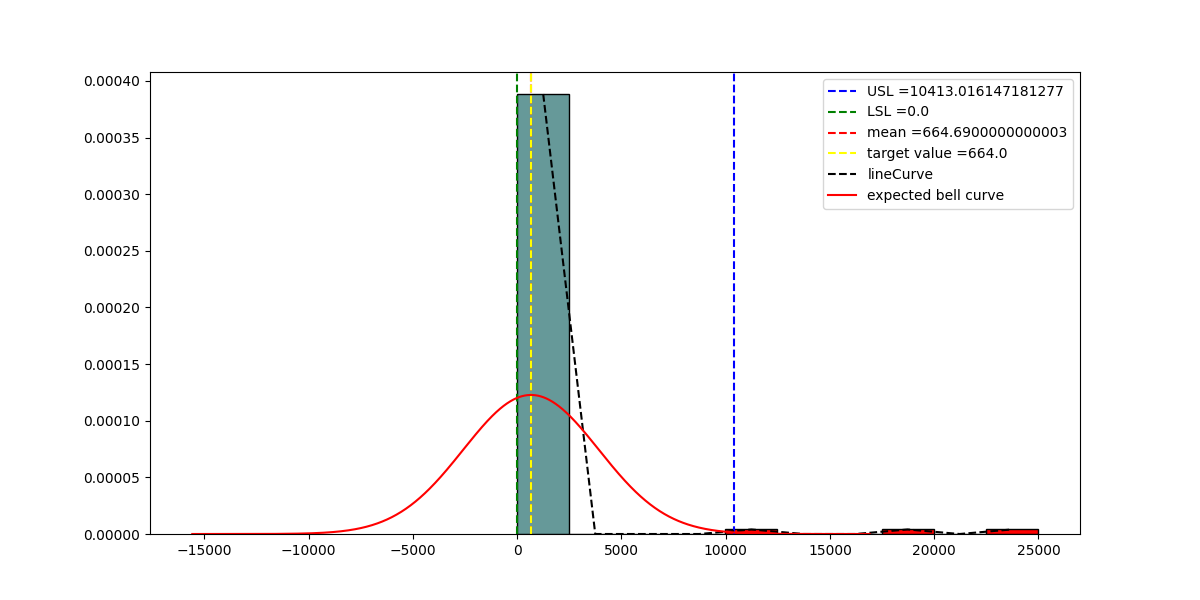 0.00040
0.00035
0.00030
0.00025
0.00020
0.00015
0.00010
0.00005
0.00000
−15000 −10000 −5000 0 5000 10000 15000 20000 25000
USL =10413.016147181277
LSL =0.0
mean =664.6900000000003
target value =664.0
lineCurve
expected bell curve